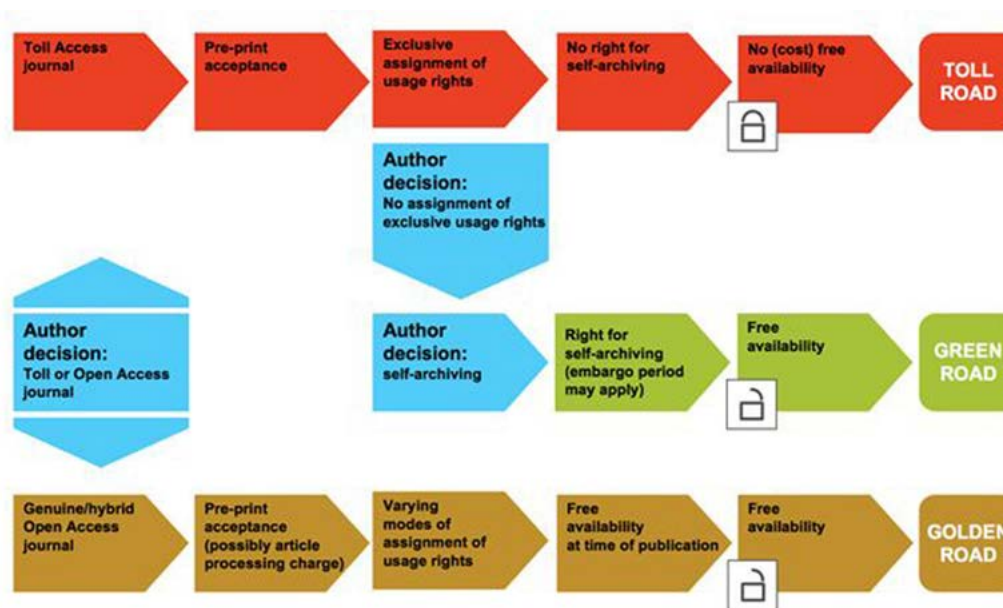 Toll Access
journal
Pre-print
acceptance
Exclusive
assignment of
usage rights
No right for
self-archiving
No (cost) free
availability
TOLL
ROAD
Author
decision:
No assignment of
exclusive usage rights
Author
decision:
Toll or Open Access
journal
Author
decision:
self-archiving
Right for
self-archiving
(embargo period
may apply)
Free
availability
GREEN
ROAD
Genuine/hybrid
Open Access
journal
Pre-print
acceptance
(possibly article
processing charge)
Varying
modes of
assignment of
usage rights
Free
availability
at time of publication
Free
availability
GOLDEN
ROAD